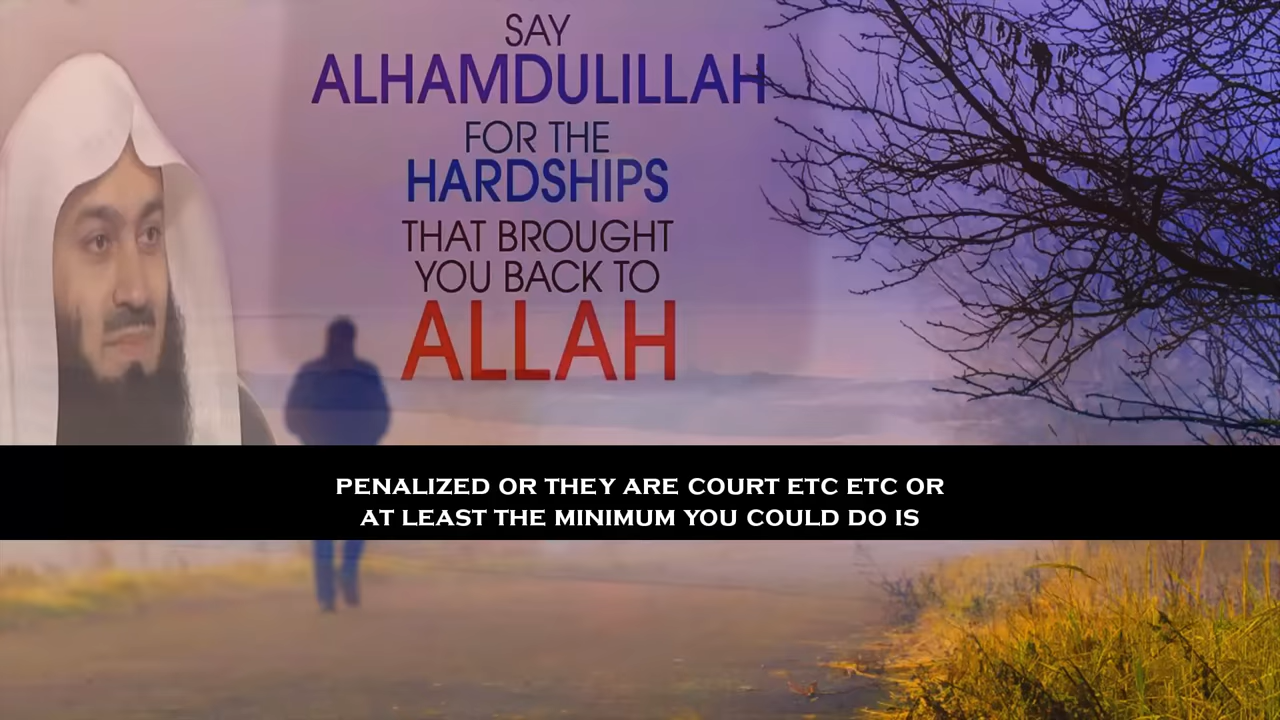 SAY
ALHAMDULILLAH
FOR THE
HARDSHIPS
THAT BROUGHT
YOU BACK TO
ALLAH
PENALIZED OR THEY ARE COURT ETC ETC OR
AT LEAST THE MINIMUM YOU COULD DO IS